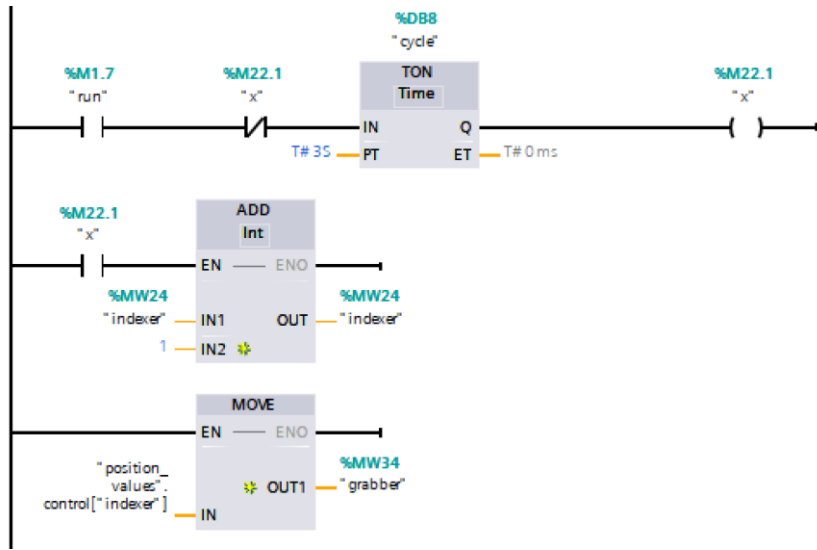 %DB8
"cycle"
%M1.7
"run"
%M22.1
"x"
TON
Time
%M22.1
"x"
IN
Q
T# 3S
PT
ET
T# 0 ms
%M22.1
"x"
ADD
Int
EN
ENO
%MW24
"indexer"
IN1
OUT
%MW24
"indexer"
1
IN2
MOVE
EN
ENO
"position_
values".
control["indexer"]
IN
OUT1
%MW34
"grabber"